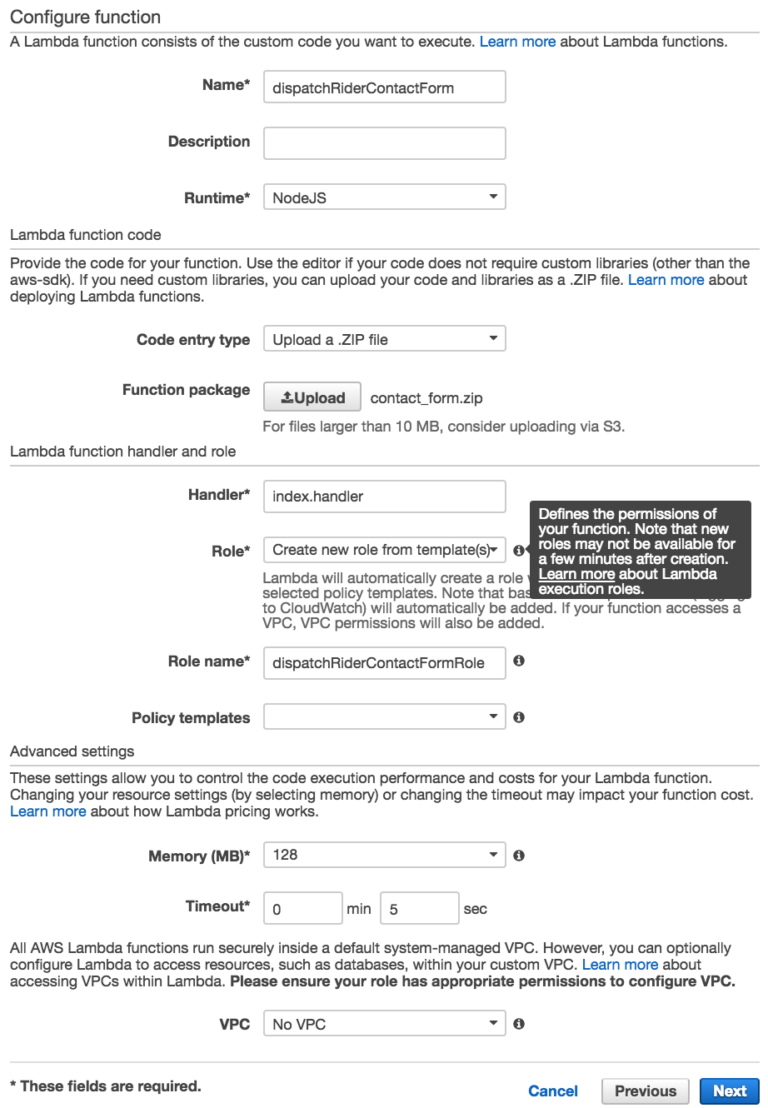 Configure function
A Lambda function consists of the custom code you want to execute. Learn more about Lambda functions.
Name* dispatchRiderContactForm
Description
Runtime* NodeJS
Lambda function code
Provide the code for your function. Use the editor if your code does not require custom libraries (other than the
aws-sdk). If you need custom libraries, you can upload your code and libraries as a .ZIP file. Learn more about
deploying Lambda functions.
Code entry type Upload a .ZIP file
Function package Upload contact_form.zip
For files larger than 10 MB, consider uploading via S3.
Lambda function handler and role
Handler* index.handler
Role* Create new role from template(s)
Defines the permissions of
your function. Note that new
roles may not be available for
a few minutes after creation.
Learn more about Lambda
execution roles.
Lambda will automatically create a role
selected policy templates. Note that bas
to CloudWatch) will automatically be added. If your function accesses a
VPC, VPC permissions will also be added.
Role name* dispatchRiderContactFormRole
Policy templates
Advanced settings
These settings allow you to control the code execution performance and costs for your Lambda function.
Changing your resource settings (by selecting memory) or changing the timeout may impact your function cost.
Learn more about how Lambda pricing works.
Memory (MB)* 128
Timeout* 0 min 5 sec
All AWS Lambda functions run securely inside a default system-managed VPC. However, you can optionally
configure Lambda to access resources, such as databases, within your custom VPC. Learn more about
accessing VPCs within Lambda. Please ensure your role has appropriate permissions to configure VPC.
VPC No VPC
* These fields are required.
Cancel Previous Next